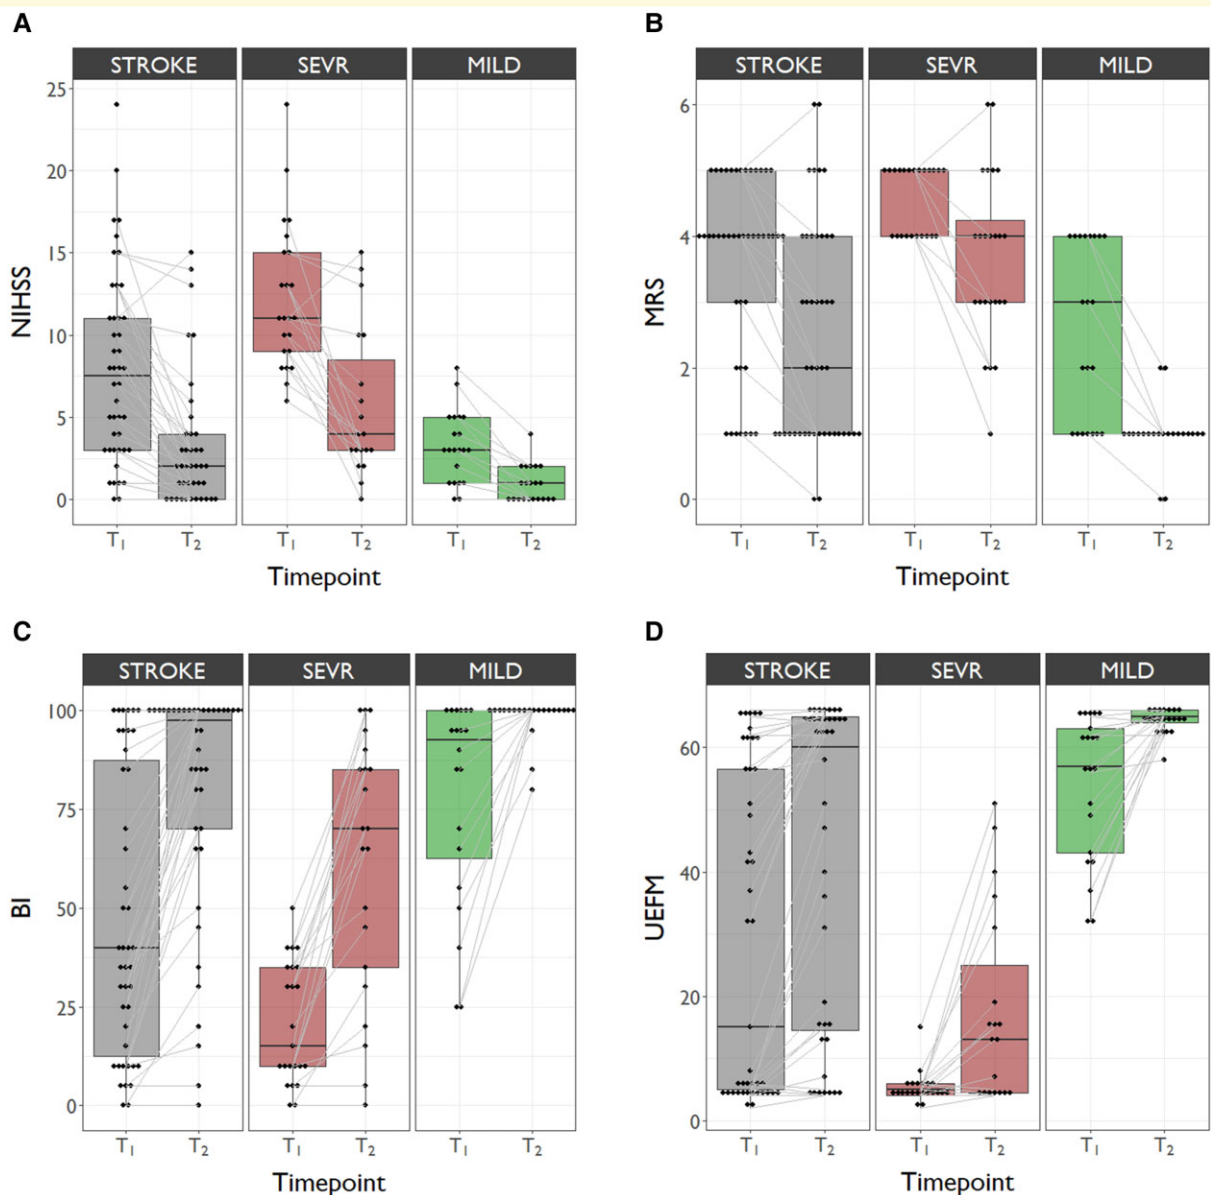 A
STROKE SEVR MILD
25
20
15
10
5
0
NIHSS
T1 T2 T1 T2 T1 T2
Timepoint
B
STROKE SEVR MILD
6
4
2
0
MRS
T1 T2 T1 T2 T1 T2
Timepoint
C
STROKE SEVR MILD
100
75
50
25
0
BI
T1 T2 T1 T2 T1 T2
Timepoint
D
STROKE SEVR MILD
60
40
20
0
UEFM
T1 T2 T1 T2 T1 T2
Timepoint